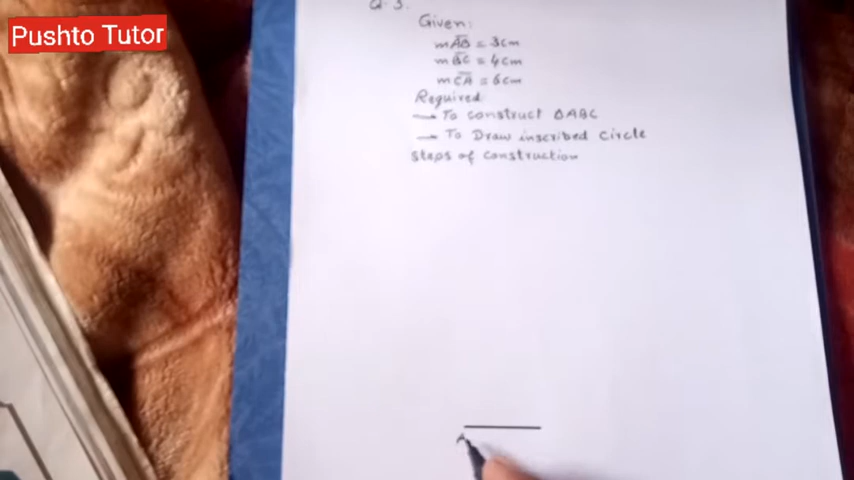 Pushto Tutor
Q. 3.
Given:
mAB = 3cm
mBC = 4cm
mCA = 6cm
Required
→ To construct ΔABC
→ To Draw inscribed circle
steps of construction
A